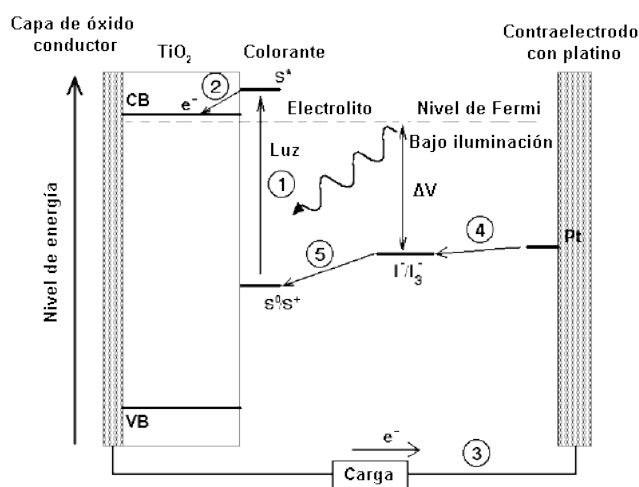 Capa de óxido
conductor
TiO₂
Colorante
Contraelectrodo
con platino
S*
CB
2
e⁻
Electrolito
Nivel de Fermi
Bajo iluminación
Luz
1
ΔV
Nivel de energía
4
Pt
5
I⁻/I₃⁻
S⁰/S⁺
VB
e⁻
3
Carga